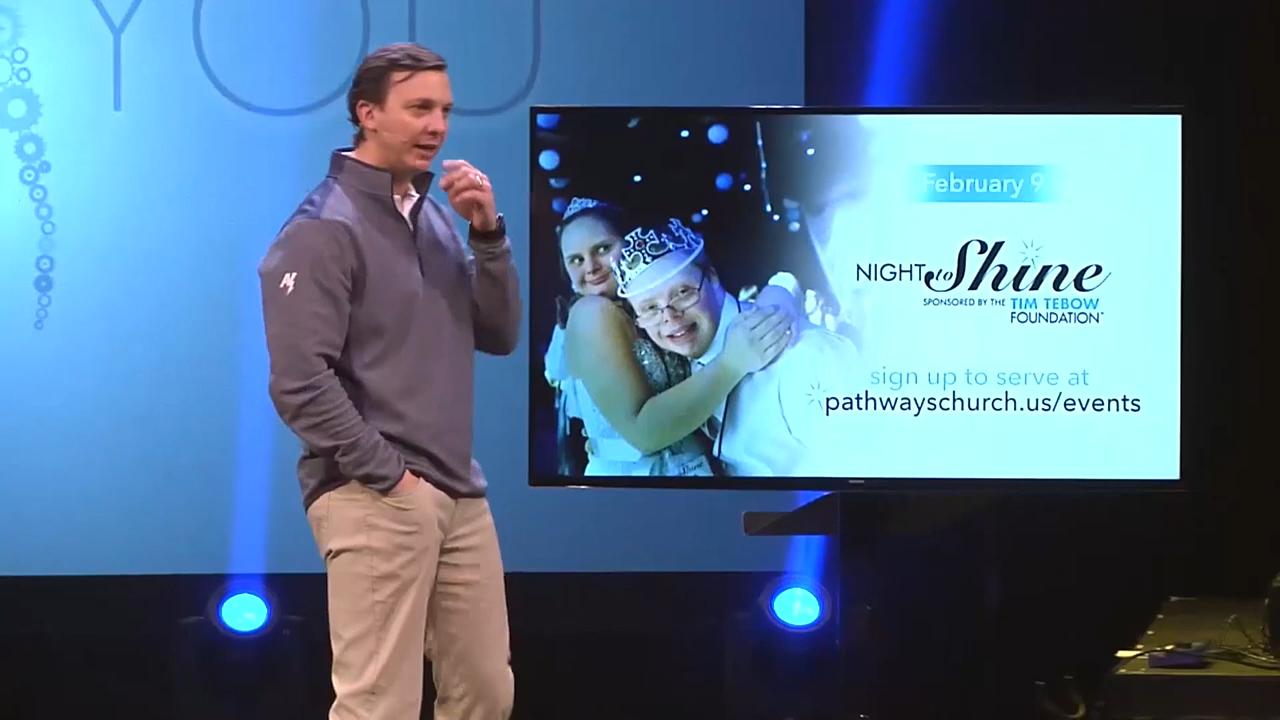 YOU
February 9
NIGHT to Shine
SPONSORED BY THE TIM TEBOW
FOUNDATION
sign up to serve at
pathwayschurch.us/events